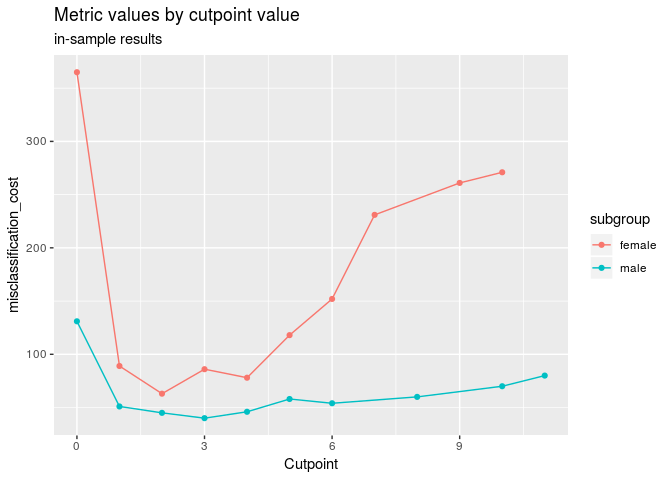 Metric values by cutpoint value
in-sample results
300
200
100
misclassification_cost
0 3 6 9
Cutpoint
subgroup
female
male